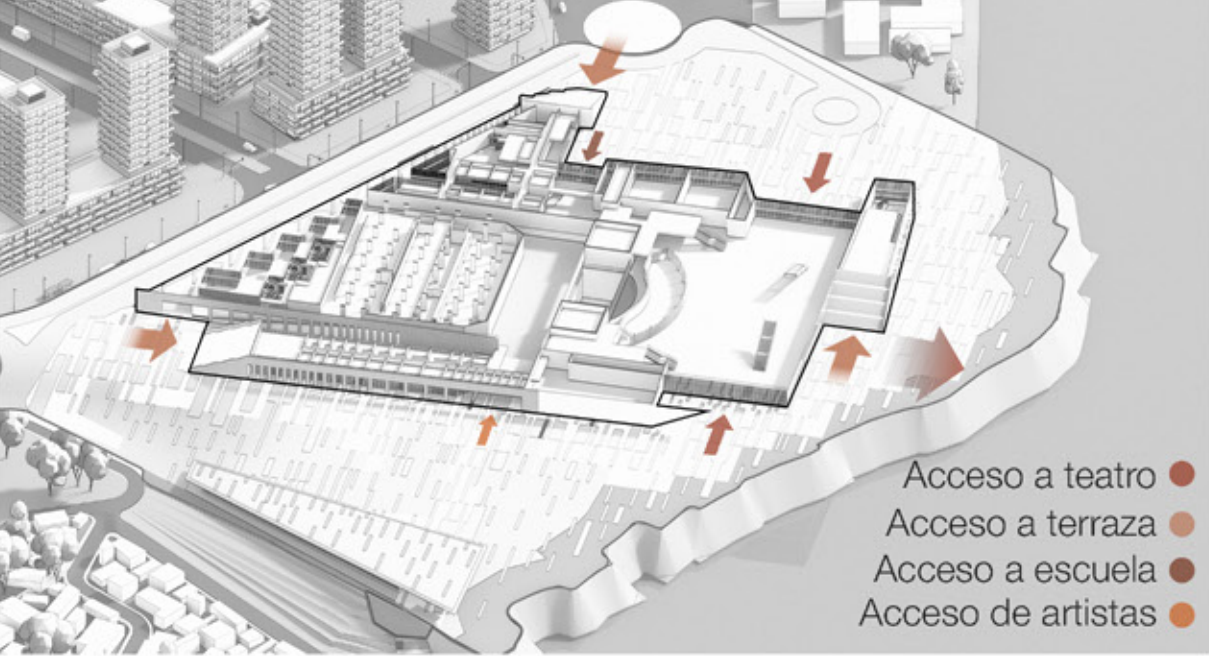 Acceso a teatro
Acceso a terraza
Acceso a escuela
Acceso de artistas